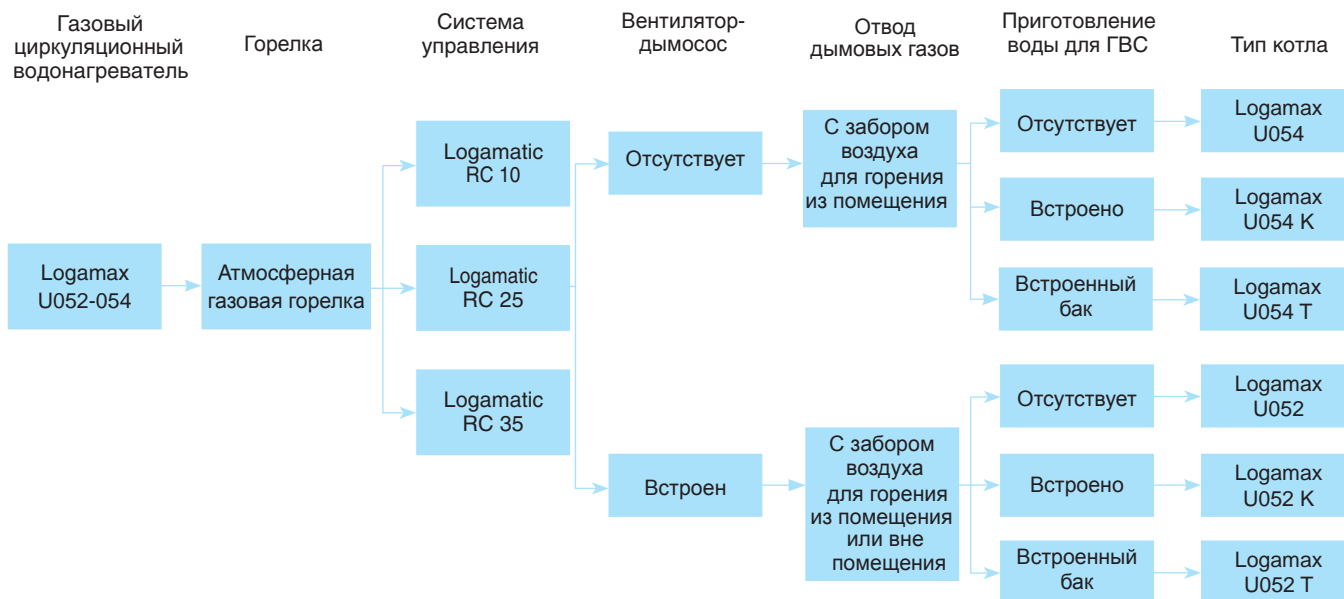 Газовый
циркуляционный
водонагреватель
Горелка
Система
управления
Вентилятор-
дымосос
Отвод
дымовых газов
Приготовление
воды для ГВС
Тип котла
Logamax
U052-054
Атмосферная
газовая горелка
Logamatic
RC 10
Logamatic
RC 25
Logamatic
RC 35
Отсутствует
Встроен
С забором
воздуха
для горения
из помещения
С забором
воздуха
для горения
из помещения
или вне
помещения
Отсутствует
Встроено
Встроенный
бак
Отсутствует
Встроено
Встроенный
бак
Logamax
U054
Logamax
U054 K
Logamax
U054 T
Logamax
U052
Logamax
U052 K
Logamax
U052 T